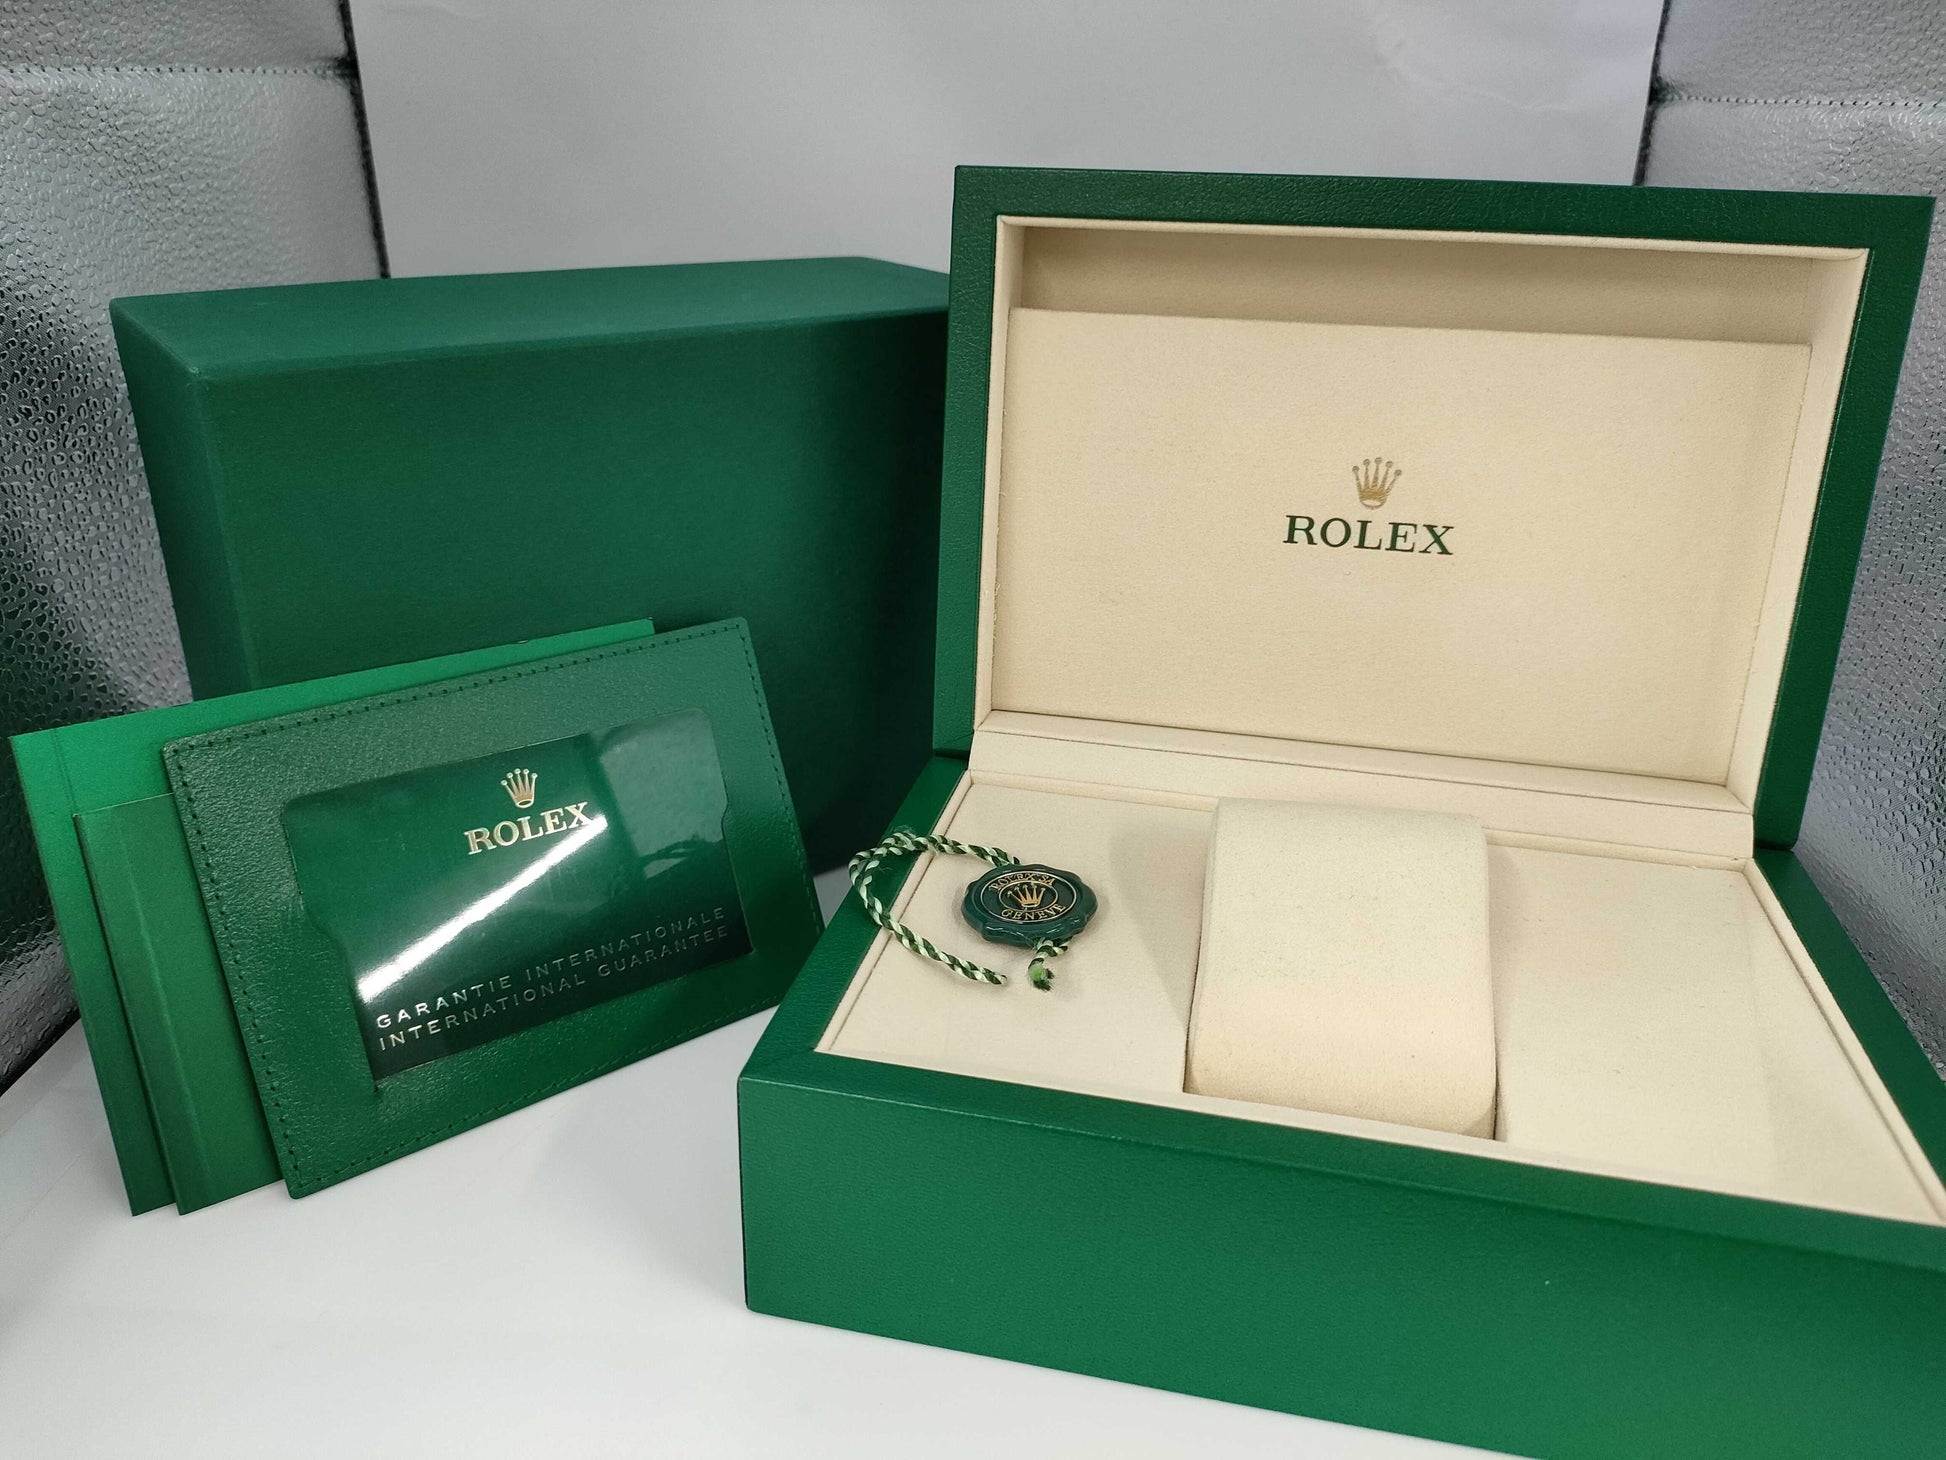 ROLEX
ROLEX
GARANTIE INTERNATIONALE
INTERNATIONAL GUARANTEE
ROLEX SA
GENEVE